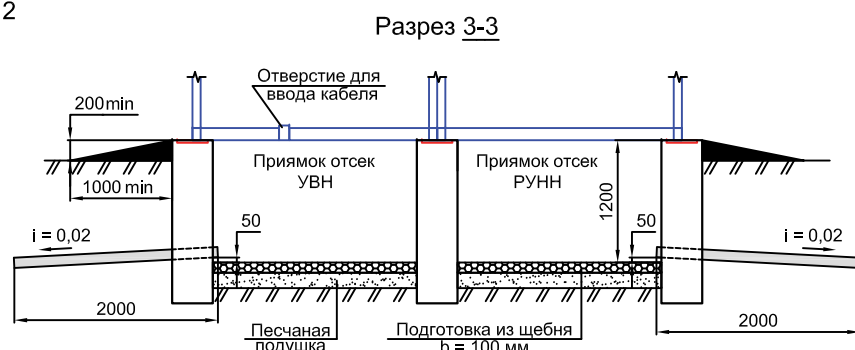 2
Разрез 3-3
Отверстие для
ввода кабеля
200min
Приямок отсек
УВН
Приямок отсек
РУНН
1000 min
1200
50
50
i = 0,02
i = 0,02
2000
2000
Песчаная
подушка
Подготовка из щебня
b = 100 мм